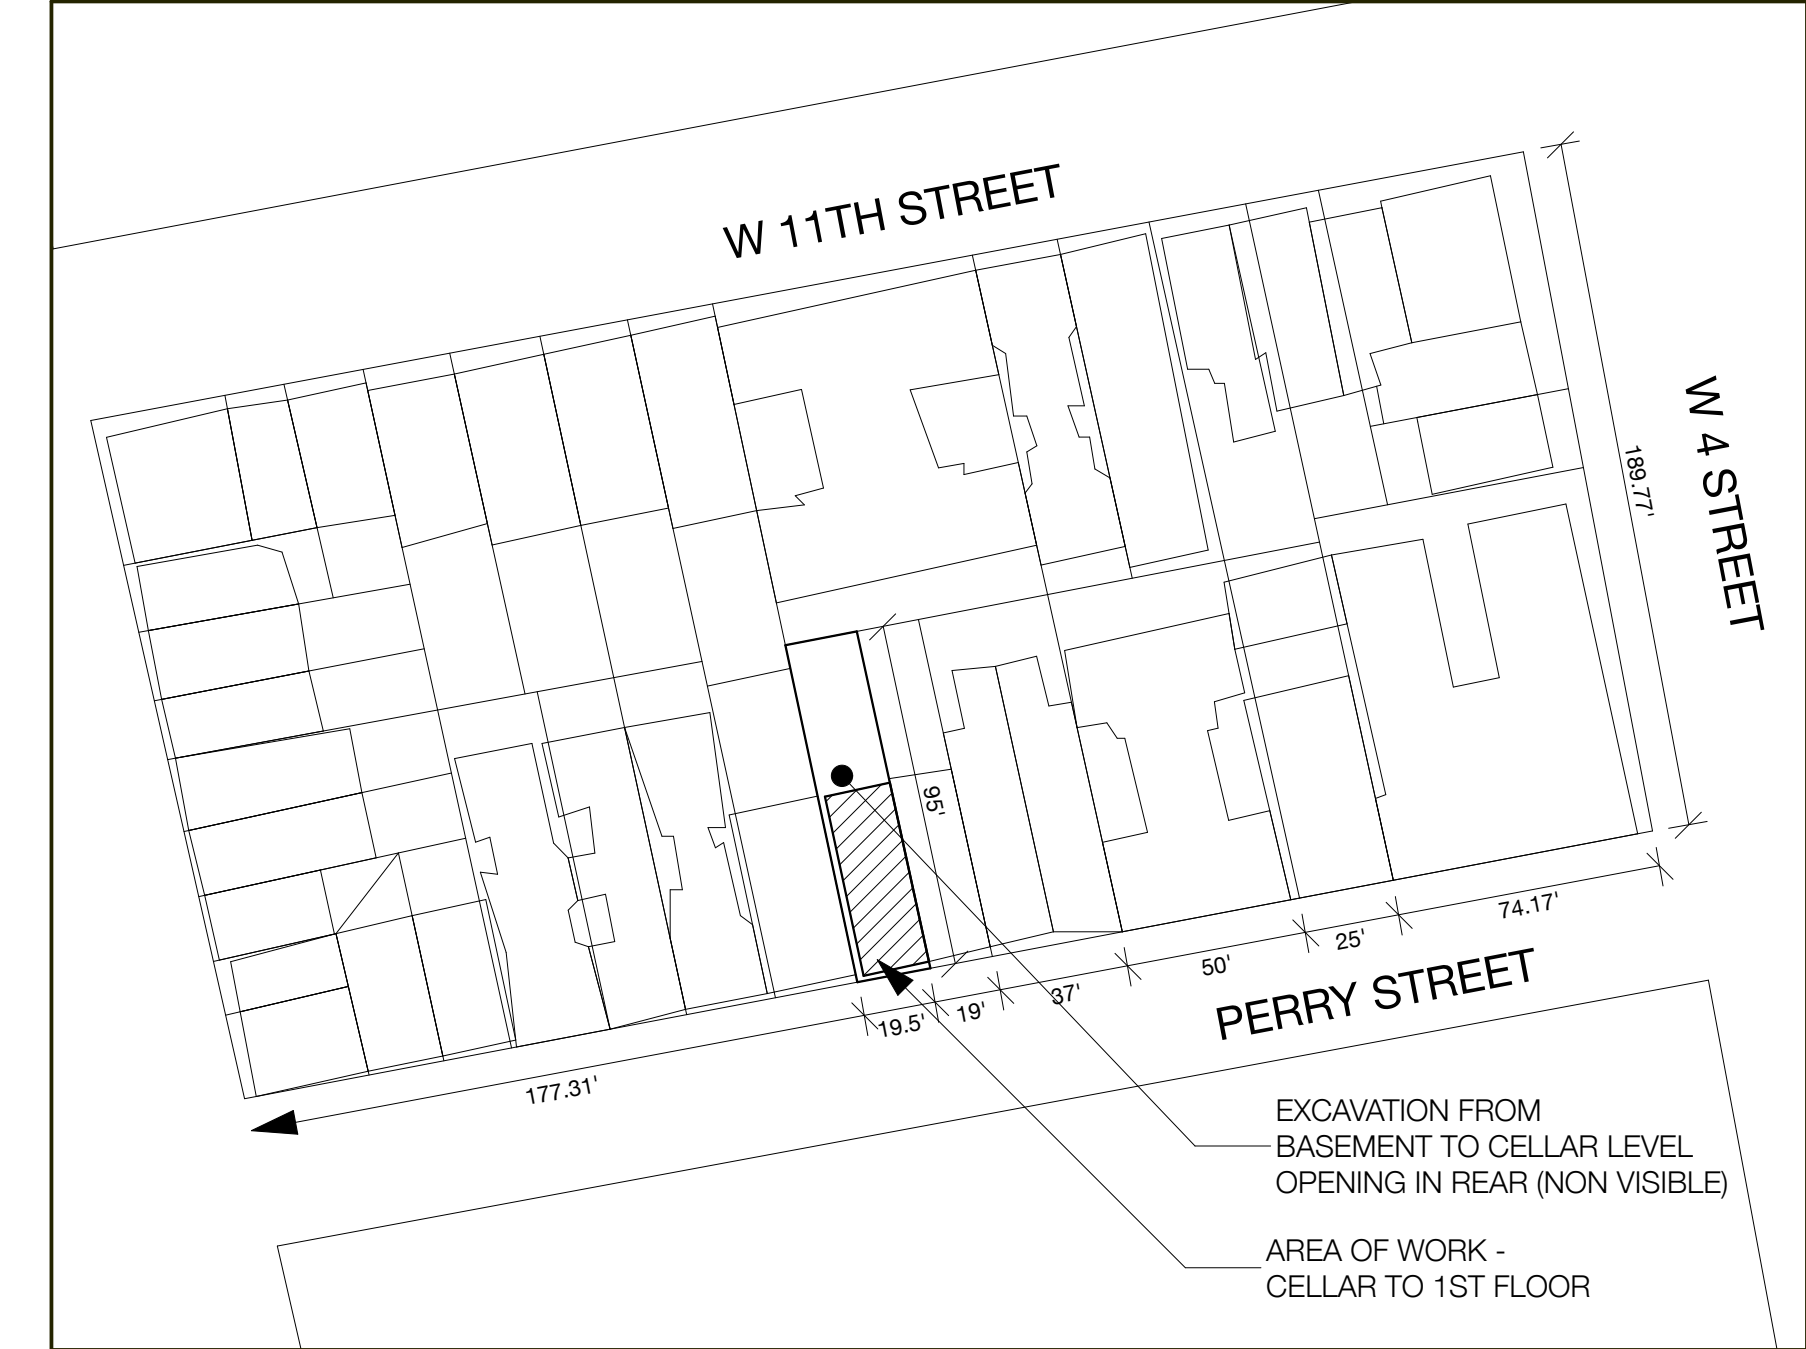 W 11TH STREET
W 4 STREET
189.77'
95'
74.17'
25'
50'
37'
19'
19.5'
177.31'
PERRY STREET
EXCAVATION FROM
BASEMENT TO CELLAR LEVEL
OPENING IN REAR (NON VISIBLE)
AREA OF WORK -
CELLAR TO 1ST FLOOR